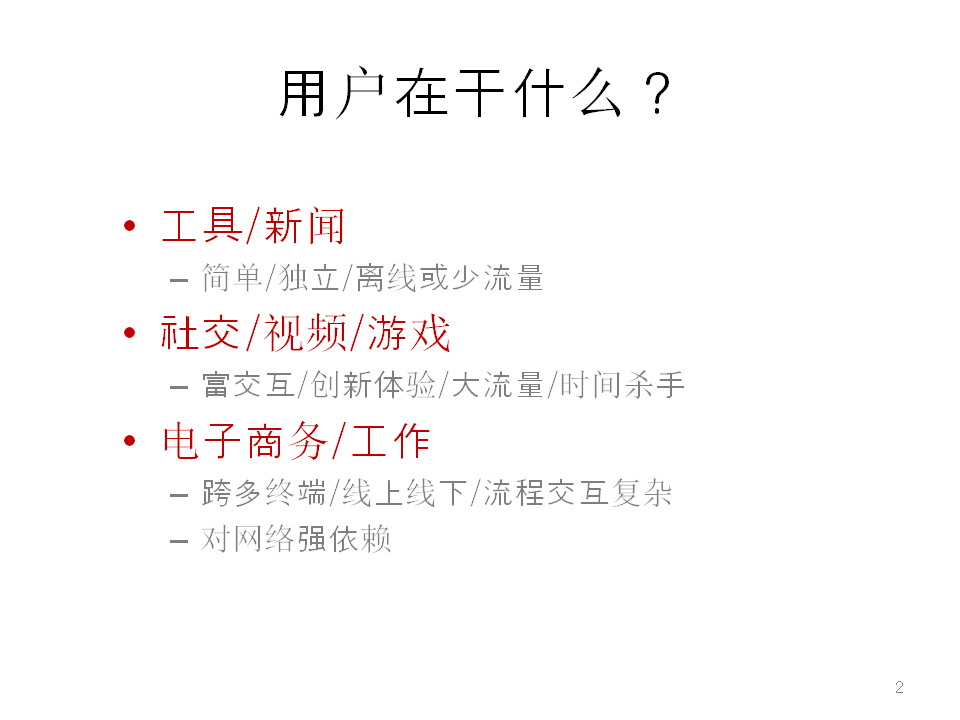 用户在干什么？
• 工具/新闻
– 简单/独立/离线或少流量
• 社交/视频/游戏
– 富交互/创新体验/大流量/时间杀手
• 电子商务/工作
– 跨多终端/线上线下/流程交互复杂
– 对网络强依赖
2